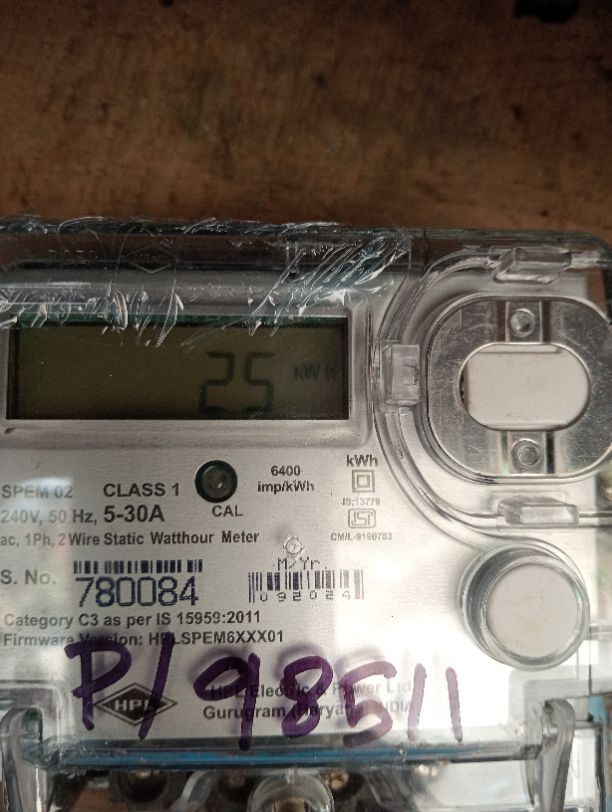 25 kWh
6400
imp/kWh
kWh
SPEM 02 CLASS 1
CAL
IS:13779
240V, 50 Hz, 5-30A
CM/L-9190783
ac, 1Ph, 2 Wire Static Watthour Meter
M/Yr.
S. No. 780084
092024
Category C3 as per IS 15959:2011
Firmware Version: HPLSPEM6XXX01
P/98511
HPL
HPL Electric & Power Ltd
Gurugram (Haryana) INDIA